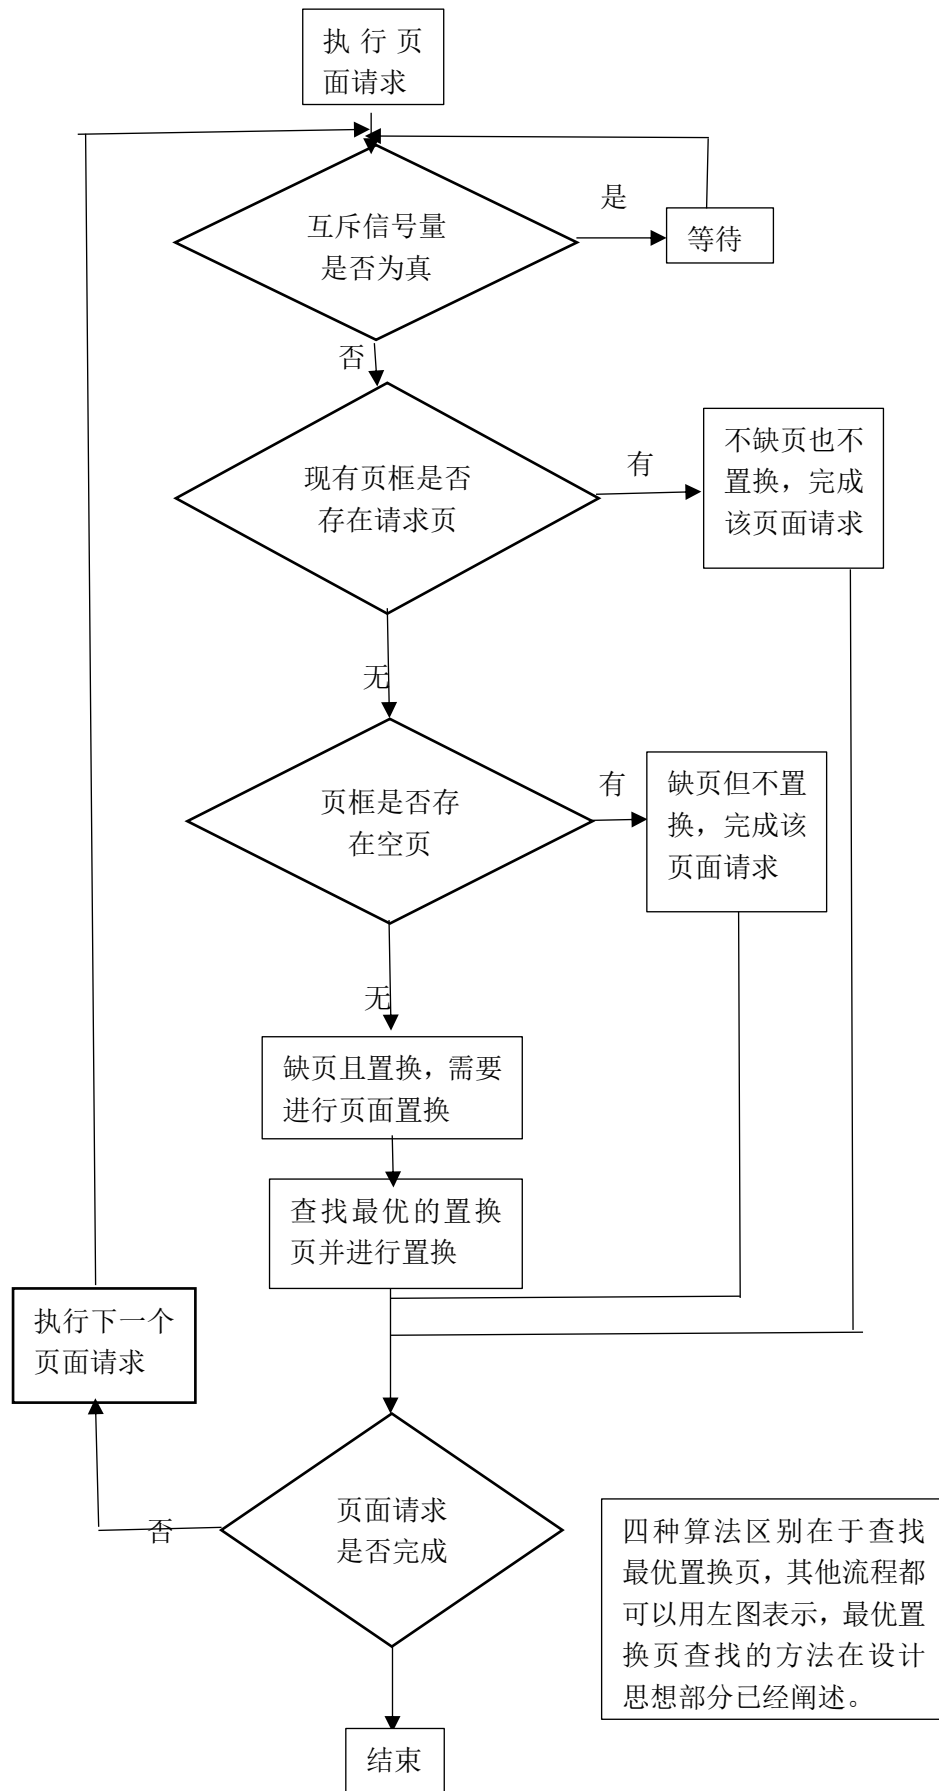 执行页
面请求
互斥信号量
是否为真
是
等待
否
现有页框是否
存在请求页
有
不缺页也不
置换，完成
该页面请求
无
页框是否存
在空页
有
缺页但不置
换，完成该
页面请求
无
缺页且置换，需要
进行页面置换
查找最优的置换
页并进行置换
执行下一个
页面请求
页面请求
是否完成
否
四种算法区别在于查找
最优置换页，其他流程都
可以用左图表示，最优置
换页查找的方法在设计
思想部分已经阐述。
结束